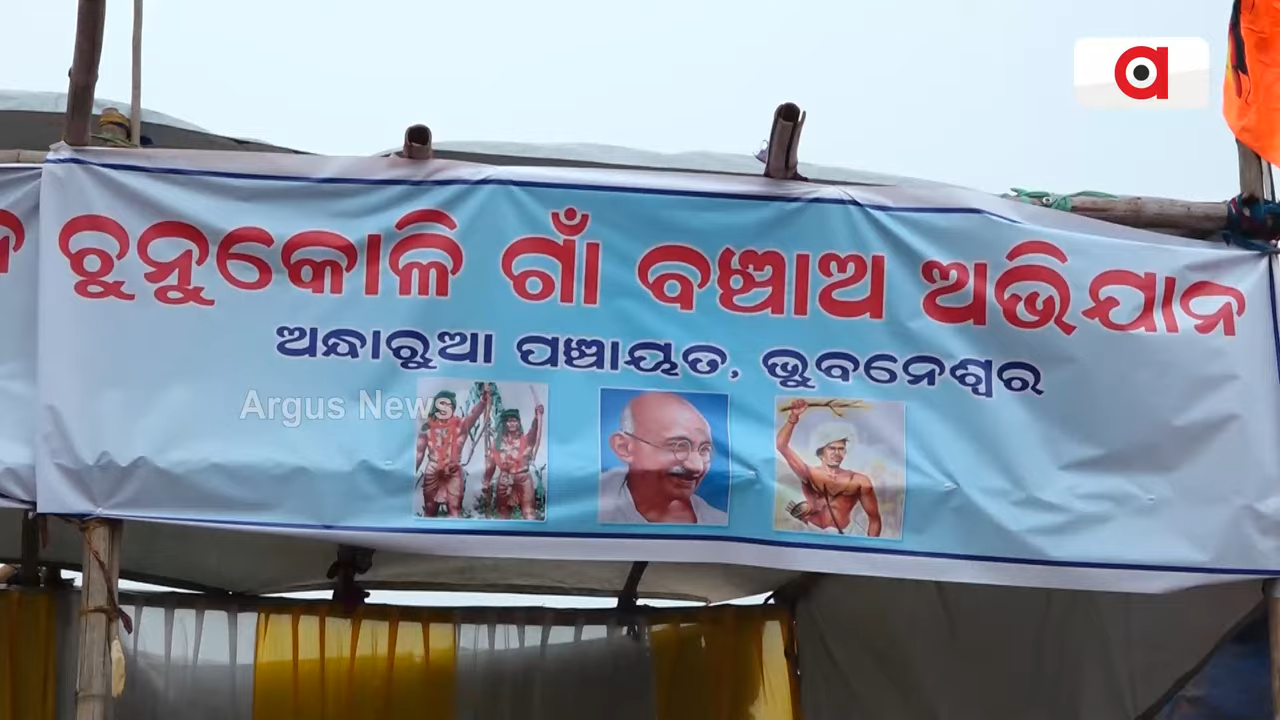 ଚୁନୁକୋଳି ଗାଁ ବଞ୍ଚାଅ ଅଭିଯାନ
ଅନ୍ଧାରୁଆ ପଞ୍ଚାୟତ, ଭୁବନେଶ୍ୱର
Argus News